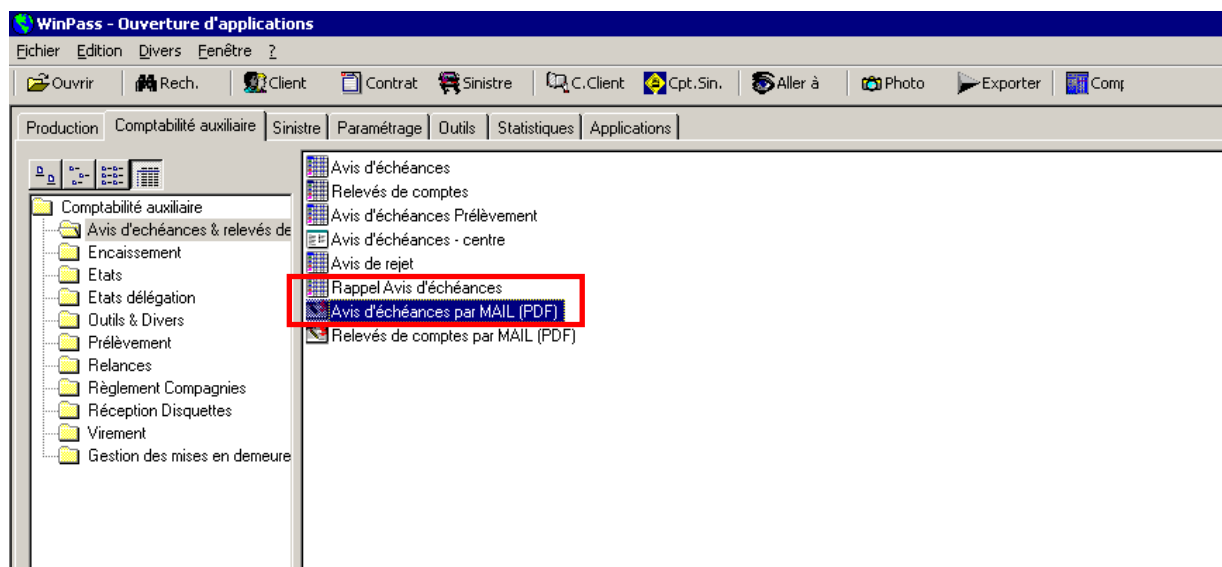 WinPass - Ouverture d'applications
Fichier Edition Divers Fenêtre ?
Ouvrir Rech. Client Contrat Sinistre C.Client Cpt.Sin. Aller à Photo Exporter Comp
Production Comptabilité auxiliaire Sinistre Paramétrage Outils Statistiques Applications
Comptabilité auxiliaire
Avis d'echéances & relevés de
Encaissement
Etats
Etats délégation
Outils & Divers
Prélèvement
Relances
Règlement Compagnies
Réception Disquettes
Virement
Gestion des mises en demeure
Avis d'échéances
Relevés de comptes
Avis d'échéances Prélèvement
Avis d'échéances - centre
Avis de rejet
Rappel Avis d'échéances
Avis d'échéances par MAIL (PDF)
Relevés de comptes par MAIL (PDF)